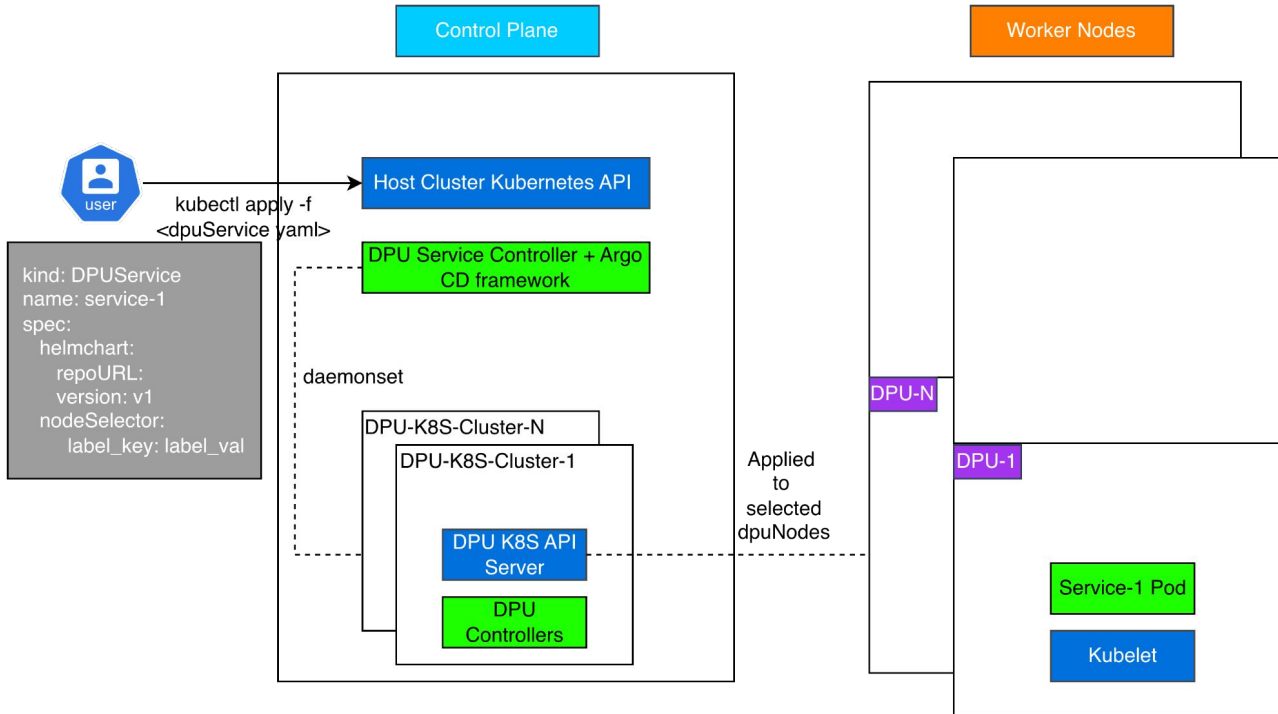 Control Plane
Worker Nodes
user
kubectl apply -f
<dpuService yaml>
Host Cluster Kubernetes API
DPU Service Controller + Argo
CD framework
kind: DPUService
name: service-1
spec:
helmchart:
repoURL:
version: v1
nodeSelector:
label_key: label_val
daemonset
DPU-K8S-Cluster-N
DPU-K8S-Cluster-1
DPU K8S API
Server
DPU
Controllers
Applied
to
selected
dpuNodes
DPU-N
DPU-1
Service-1 Pod
Kubelet